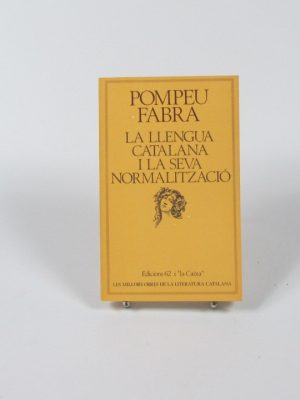 POMPEU
FABRA
LA LLENGUA
CATALANA
I LA SEVA
NORMALITZACIÓ
Edicions 62 i "la Caixa"
LES MILLORS OBRES DE LA LITERATURA CATALANA